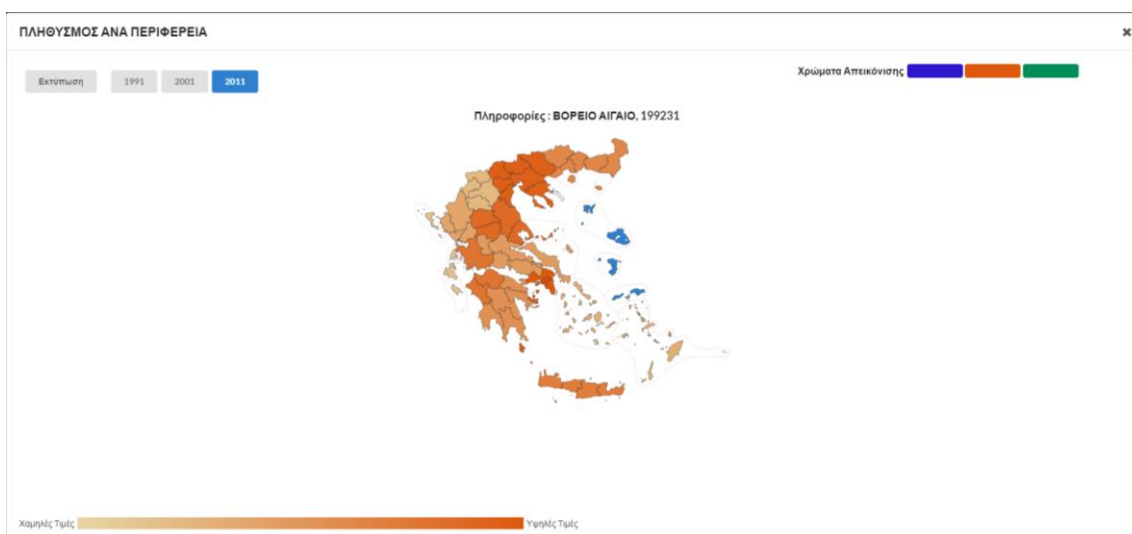 ΠΛΗΘΥΣΜΟΣ ΑΝΑ ΠΕΡΙΦΕΡΕΙΑ
Εκτύπωση 1991 2001 2011 Χρώματα Απεικόνισης
Πληροφορίες : ΒΟΡΕΙΟ ΑΙΓΑΙΟ, 199231
Χαμηλές Τιμές Υψηλές Τιμές